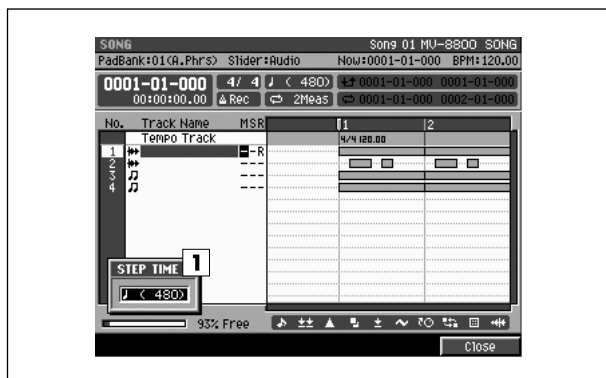 SONG Song 01 MV-8800 SONG
PadBank:01(A.Phrs) Slider:Audio Now:0001-01-000 BPM:120.00
0001-01-000 4/ 4 ♩ ( 480) 0001-01-000 0001-01-000
00:00:00.00 Rec 2Meas 0001-01-000 0002-01-000
No. Track Name MSR 1 2
Tempo Track 4/4 120.00
1 --R
2 ---
3 ---
4 ---
STEP TIME 1
♩ ( 480)
93% Free
Close